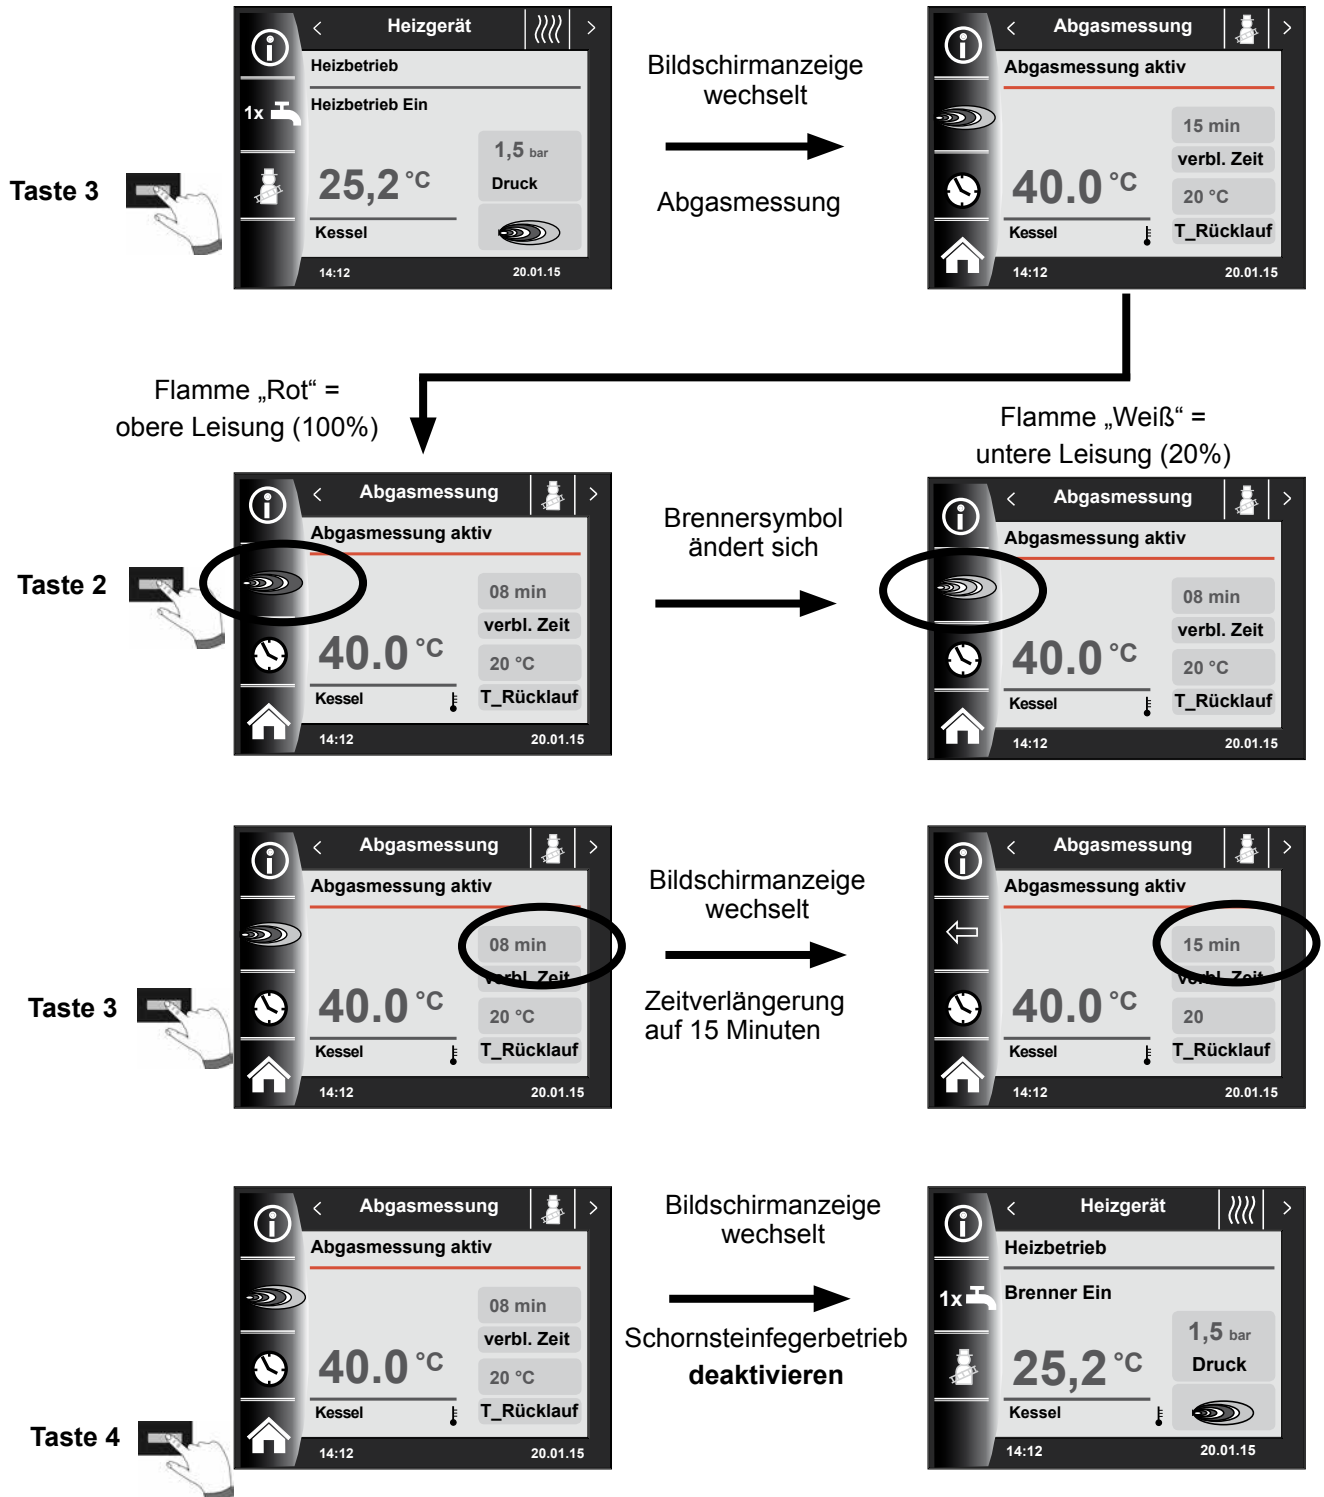 Taste 3
1x
< Heizgerät >
Heizbetrieb
Heizbetrieb Ein
1,5 bar
Druck
25,2 °C
Kessel
14:12 20.01.15
Bildschirmanzeige
wechselt
Abgasmessung
< Abgasmessung >
Abgasmessung aktiv
15 min
verbl. Zeit
40.0 °C
20 °C
Kessel T_Rücklauf
14:12 20.01.15
Flamme „Rot“ =
obere Leisung (100%)
Flamme „Weiß“ =
untere Leisung (20%)
Taste 2
< Abgasmessung >
Abgasmessung aktiv
08 min
verbl. Zeit
40.0 °C
20 °C
Kessel T_Rücklauf
14:12 20.01.15
Brennersymbol
ändert sich
< Abgasmessung >
Abgasmessung aktiv
08 min
verbl. Zeit
40.0 °C
20 °C
Kessel T_Rücklauf
14:12 20.01.15
Taste 3
< Abgasmessung >
Abgasmessung aktiv
08 min
verbl. Zeit
40.0 °C
20 °C
Kessel T_Rücklauf
14:12 20.01.15
Bildschirmanzeige
wechselt
Zeitverlängerung
auf 15 Minuten
< Abgasmessung >
Abgasmessung aktiv
15 min
verbl. Zeit
40.0 °C
20
Kessel T_Rücklauf
14:12 20.01.15
Taste 4
< Abgasmessung >
Abgasmessung aktiv
08 min
verbl. Zeit
40.0 °C
20 °C
Kessel T_Rücklauf
14:12 20.01.15
Bildschirmanzeige
wechselt
Schornsteinfegerbetrieb
deaktivieren
1x
< Heizgerät >
Heizbetrieb
Brenner Ein
1,5 bar
Druck
25,2 °C
Kessel
14:12 20.01.15